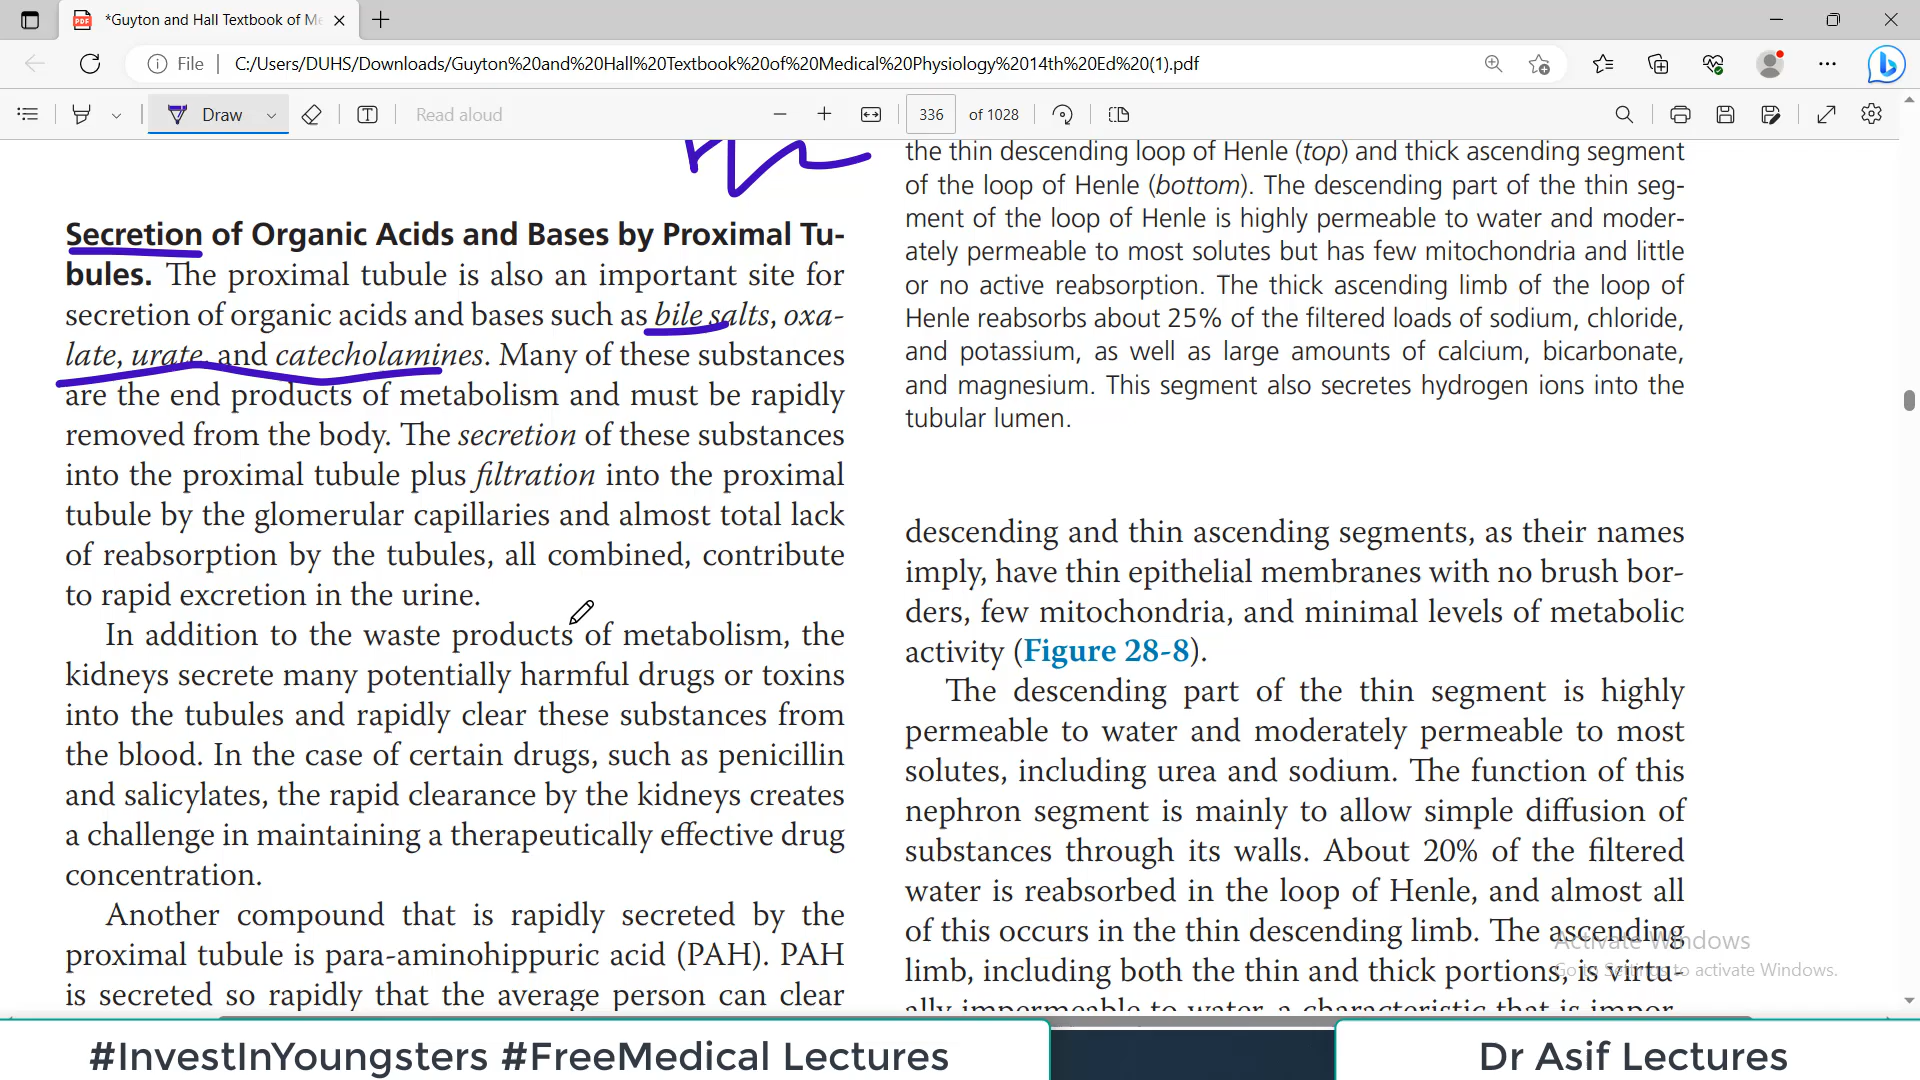 *Guyton and Hall Textbook of Me
File
C:/Users/DUHS/Downloads/Guyton%20and%20Hall%20Textbook%20of%20Medical%20Physiology%2014th%20Ed%20(1).pdf
Draw
Read aloud
336 of 1028
Secretion of Organic Acids and Bases by Proximal Tu-
bules. The proximal tubule is also an important site for
secretion of organic acids and bases such as bile salts, oxa-
late, urate, and catecholamines. Many of these substances
are the end products of metabolism and must be rapidly
removed from the body. The secretion of these substances
into the proximal tubule plus filtration into the proximal
tubule by the glomerular capillaries and almost total lack
of reabsorption by the tubules, all combined, contribute
to rapid excretion in the urine.
In addition to the waste products of metabolism, the
kidneys secrete many potentially harmful drugs or toxins
into the tubules and rapidly clear these substances from
the blood. In the case of certain drugs, such as penicillin
and salicylates, the rapid clearance by the kidneys creates
a challenge in maintaining a therapeutically effective drug
concentration.
Another compound that is rapidly secreted by the
proximal tubule is para-aminohippuric acid (PAH). PAH
is secreted so rapidly that the average person can clear
the thin descending loop of Henle (top) and thick ascending segment
of the loop of Henle (bottom). The descending part of the thin seg-
ment of the loop of Henle is highly permeable to water and moder-
ately permeable to most solutes but has few mitochondria and little
or no active reabsorption. The thick ascending limb of the loop of
Henle reabsorbs about 25% of the filtered loads of sodium, chloride,
and potassium, as well as large amounts of calcium, bicarbonate,
and magnesium. This segment also secretes hydrogen ions into the
tubular lumen.
descending and thin ascending segments, as their names
imply, have thin epithelial membranes with no brush bor-
ders, few mitochondria, and minimal levels of metabolic
activity (Figure 28-8).
The descending part of the thin segment is highly
permeable to water and moderately permeable to most
solutes, including urea and sodium. The function of this
nephron segment is mainly to allow simple diffusion of
substances through its walls. About 20% of the filtered
water is reabsorbed in the loop of Henle, and almost all
of this occurs in the thin descending limb. The ascending
limb, including both the thin and thick portions, is virtu-
ally impermeable to water, a characteristic that is impor-
Activate Windows
Go to Settings to activate Windows.
#InvestInYoungsters #FreeMedical Lectures
Dr Asif Lectures